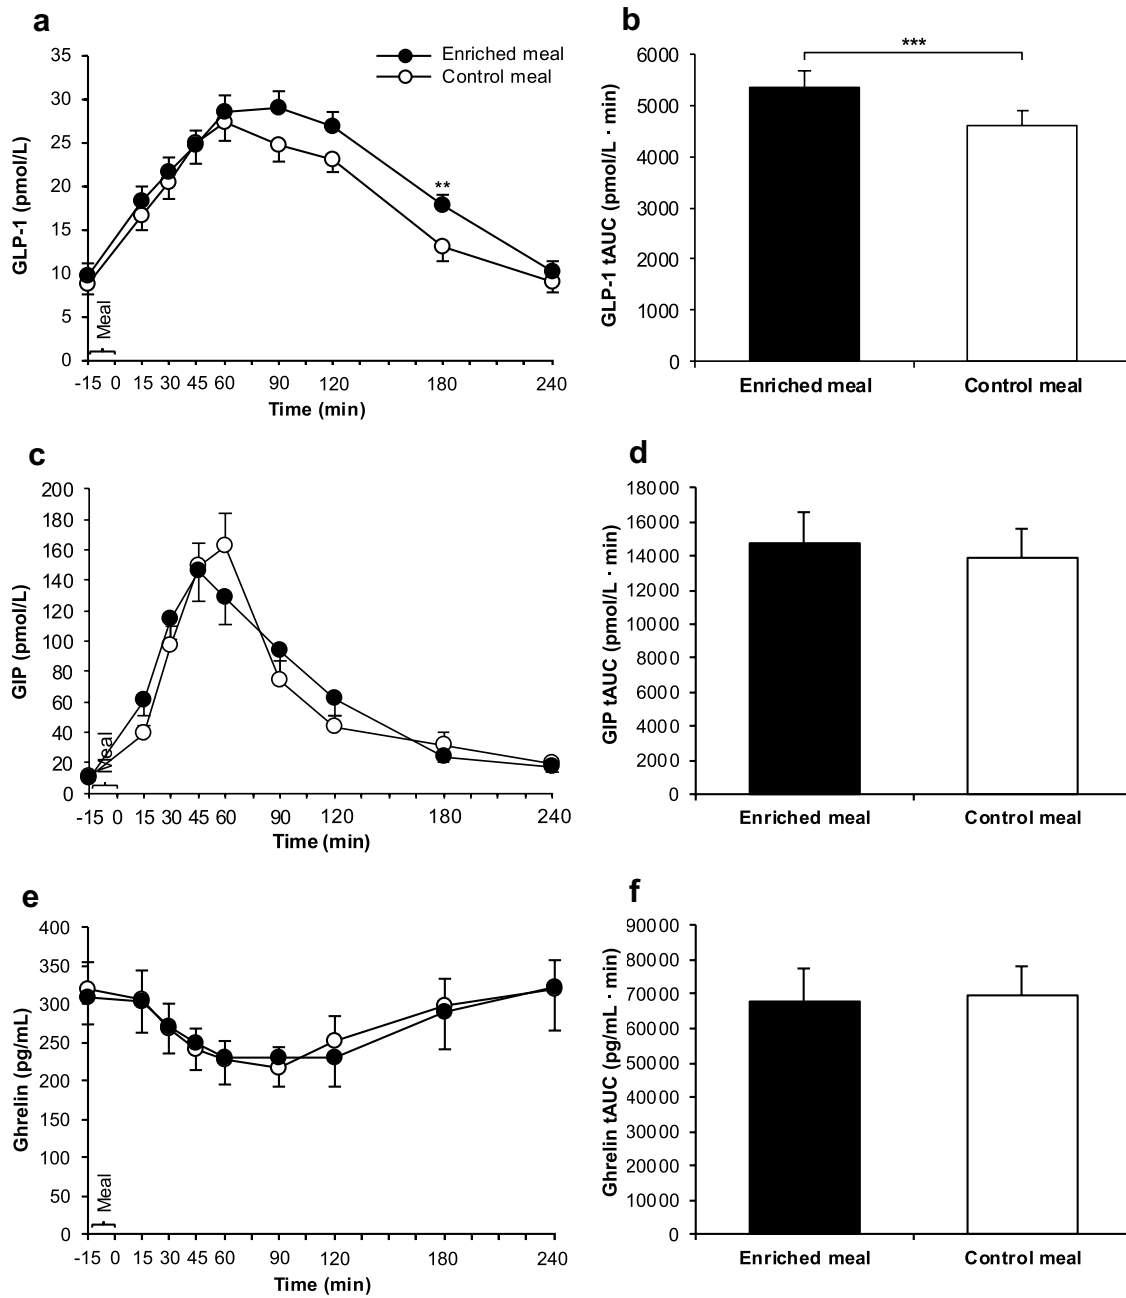 a
35
30
25
20
15
10
5
0
GLP-1 (pmol/L)
Enriched meal
Control meal
**
Meal
-15 0 15 30 45 60 90 120 180 240
Time (min)
b
6000
5000
4000
3000
2000
1000
0
GLP-1 tAUC (pmol/L · min)
***
Enriched meal Control meal
c
200
180
160
140
120
100
80
60
40
20
0
GIP (pmol/L)
Meal
-15 0 15 30 45 60 90 120 180 240
Time (min)
d
18000
16000
14000
12000
10000
8000
6000
4000
2000
0
GIP tAUC (pmol/L · min)
Enriched meal Control meal
e
400
350
300
250
200
150
100
50
0
Ghrelin (pg/mL)
Meal
-15 0 15 30 45 60 90 120 180 240
Time (min)
f
90000
80000
70000
60000
50000
40000
30000
20000
10000
0
Ghrelin tAUC (pg/mL · min)
Enriched meal Control meal